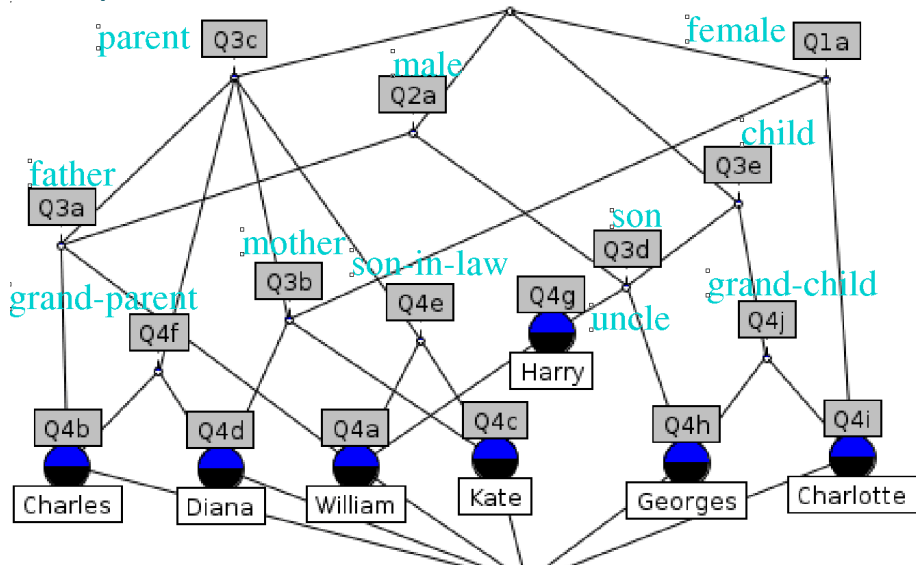 parent
Q3c
female
Q1a
male
Q2a
child
Q3e
father
Q3a
son
Q3d
mother
Q3b
son-in-law
Q4e
grand-parent
Q4f
Q4g
uncle
grand-child
Q4j
Harry
Q4b
Q4d
Q4a
Q4c
Q4h
Q4i
Charles
Diana
William
Kate
Georges
Charlotte